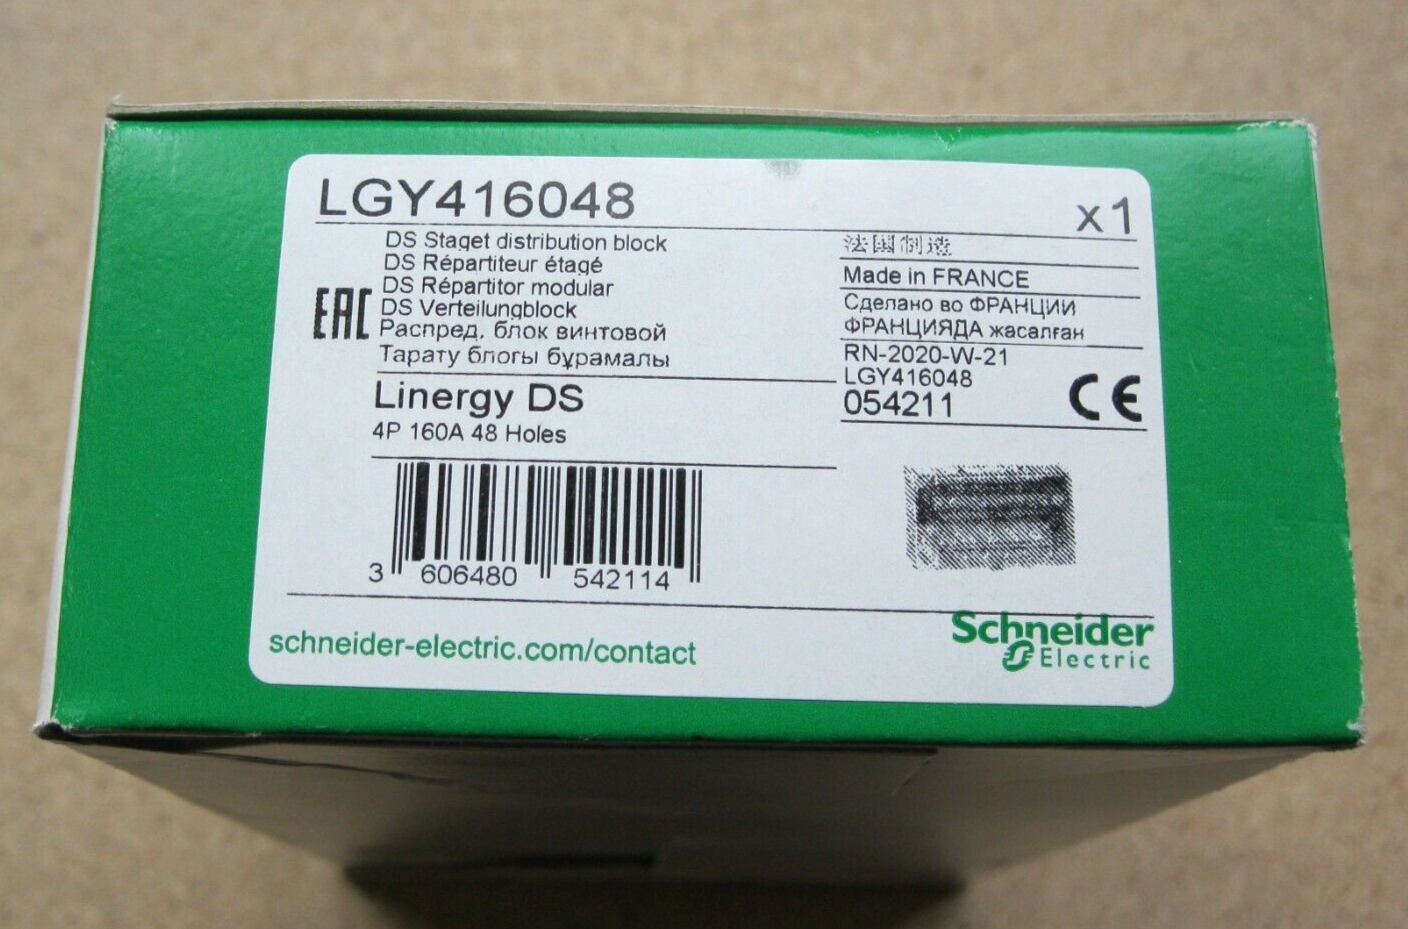 LGY416048
x1
DS Staget distribution block
DS Répartiteur étagé
DS Répartitor modular
DS Verteilungblock
Распред. блок винтовой
Тарату блогы бұрамалы
EAC
Linergy DS
4P 160A 48 Holes
法国制造
Made in FRANCE
Сделано во ФРАНЦИИ
ФРАНЦИЯДА жасалған
RN-2020-W-21
LGY416048
054211
CE
3 606480 542114
schneider-electric.com/contact
Schneider
Electric